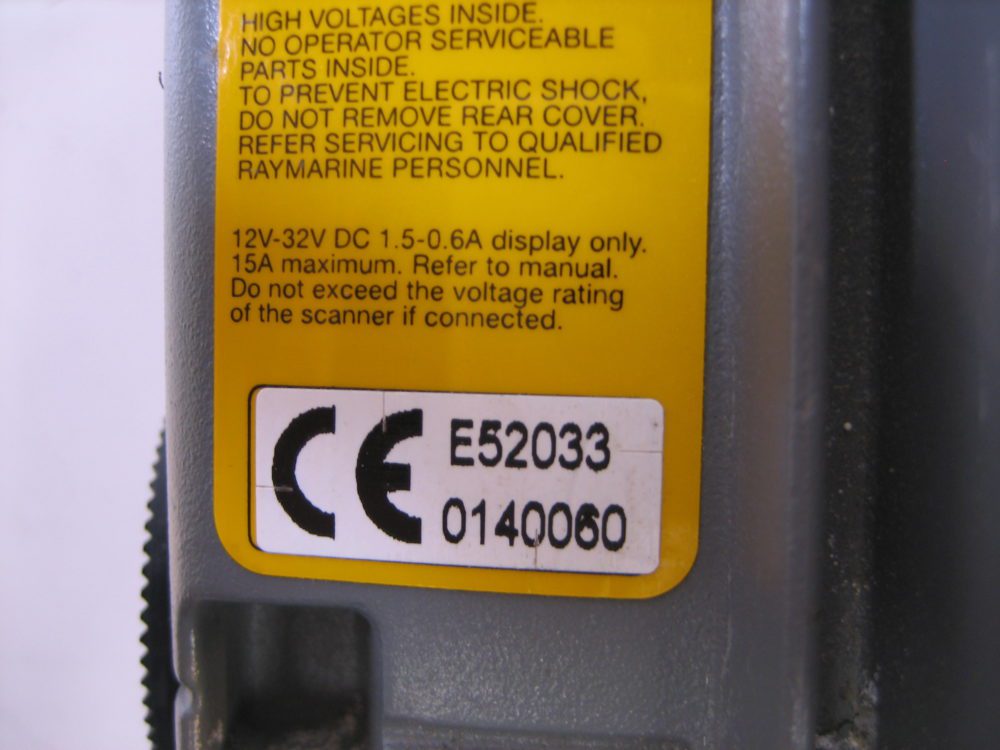 HIGH VOLTAGES INSIDE.
NO OPERATOR SERVICEABLE
PARTS INSIDE.
TO PREVENT ELECTRIC SHOCK,
DO NOT REMOVE REAR COVER.
REFER SERVICING TO QUALIFIED
RAYMARINE PERSONNEL.
12V-32V DC 1.5-0.6A display only.
15A maximum. Refer to manual.
Do not exceed the voltage rating
of the scanner if connected.
CE E52033
0140060